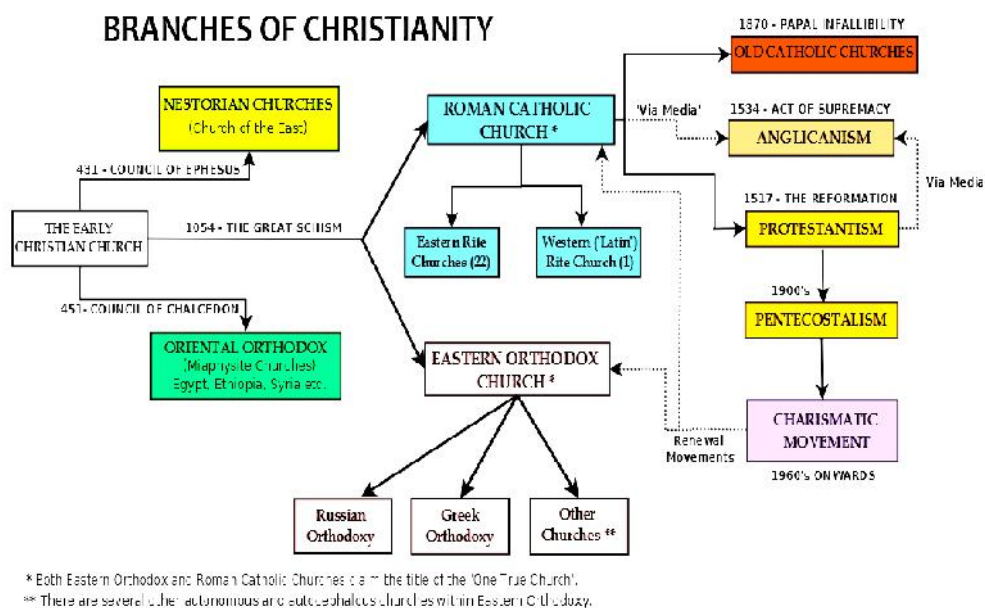 BRANCHES OF CHRISTIANITY
1870 - PAPAL INFALLIBILITY
OLD CATHOLIC CHURCHES
NESTORIAN CHURCHES
(Church of the East)
ROMAN CATHOLIC
CHURCH *
'Via Media'
1534 - ACT OF SUPREMACY
ANGLICANISM
431 - COUNCIL OF EPHESUS
Via Media
THE EARLY
CHRISTIAN CHURCH
1054 - THE GREAT SCHISM
Eastern Rite
Churches (22)
Western ('Latin')
Rite Church (1)
1517 - THE REFORMATION
PROTESTANTISM
451 - COUNCIL OF CHALCEDON
1900's
PENTECOSTALISM
ORIENTAL ORTHODOX
(Miaphysite Churches)
Egypt, Ethiopia, Syria etc.
EASTERN ORTHODOX
CHURCH *
CHARISMATIC
MOVEMENT
Renewal
Movements
1960's ONWARDS
Russian
Orthodoxy
Greek
Orthodoxy
Other
Churches **
* Both Eastern Orthodox and Roman Catholic Churches claim the title of the 'One True Church'.
** There are several other autonomous and autocephalous churches within Eastern Orthodoxy.